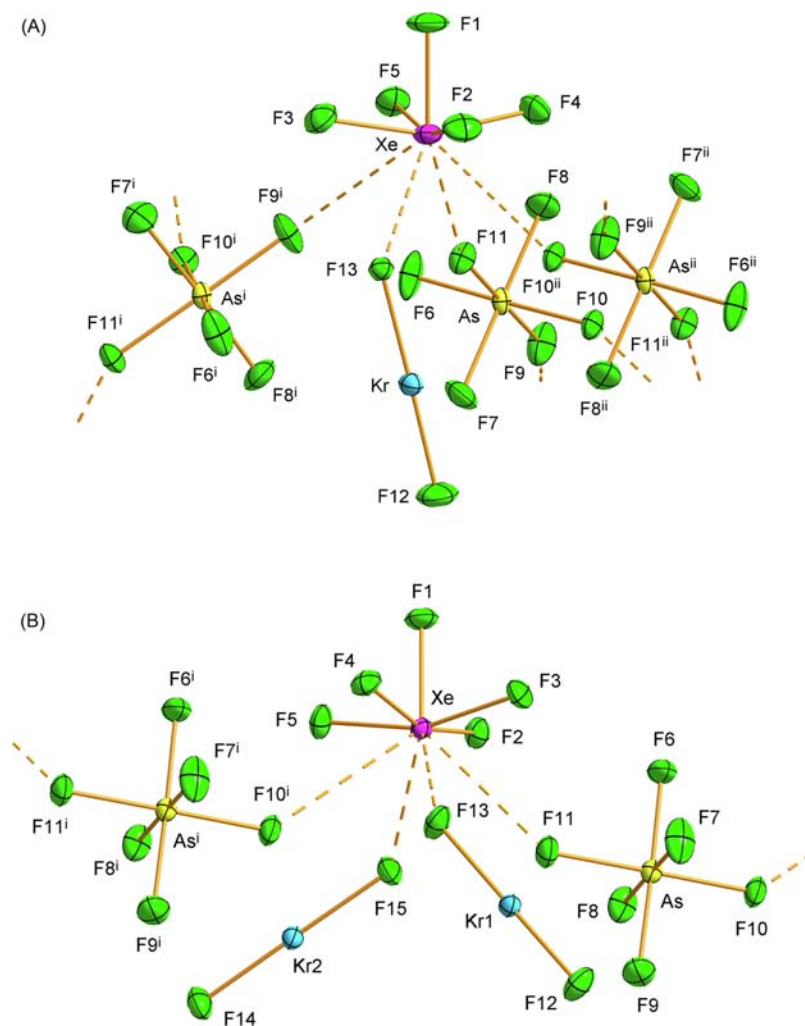 (A)
F1
F5
F2
F3
F4
Xe
F7ⁱ
F9ⁱ
F8
F7ⁱⁱ
F9ⁱⁱ
F10ⁱ
F11
F13
F6ⁱⁱ
Asⁱ
F10ⁱⁱ
Asⁱⁱ
F6
As
F10
F11ⁱ
F11ⁱⁱ
F6ⁱ
F9
F8ⁱ
Kr
F7
F8ⁱⁱ
F12
(B)
F1
F4
F3
F6ⁱ
Xe
F5
F2
F6
F7ⁱ
F10ⁱ
F13
F11
F7
F11ⁱ
Asⁱ
F8ⁱ
F15
Kr1
F8
As
F10
F9ⁱ
Kr2
F14
F12
F9